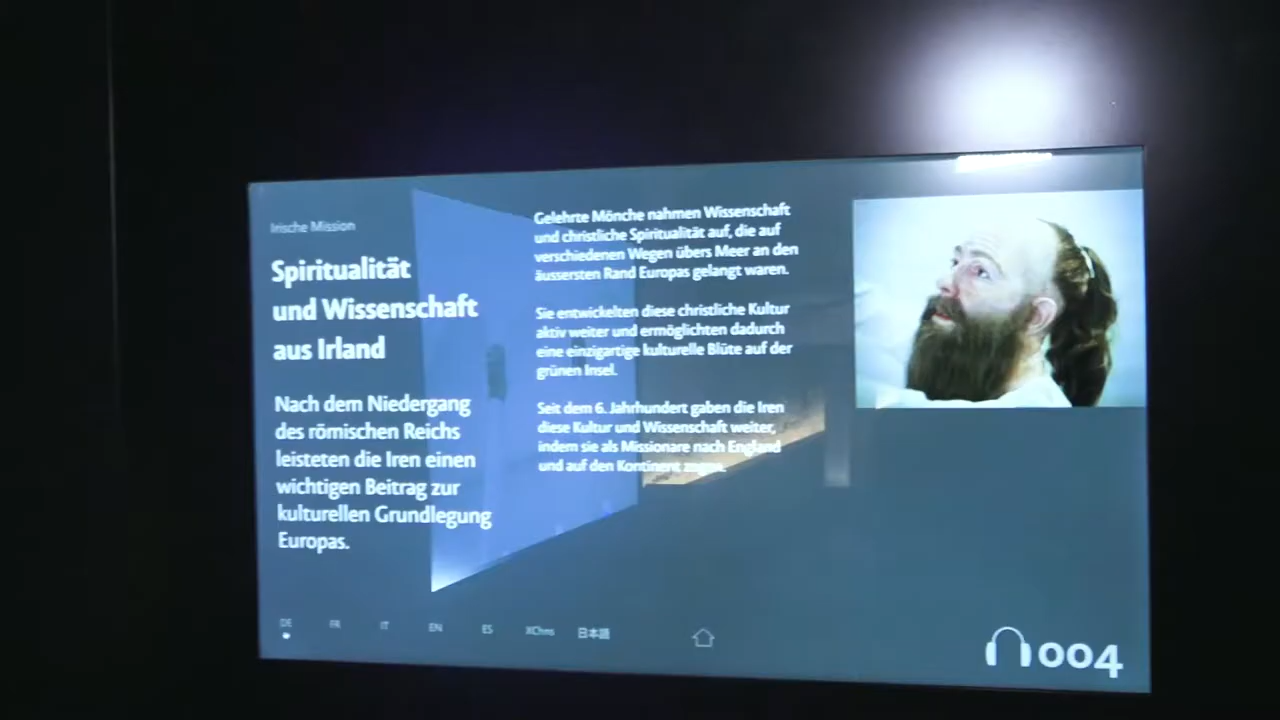 Irische Mission
Spiritualität
und Wissenschaft
aus Irland
Nach dem Niedergang
des römischen Reichs
leisteten die Iren einen
wichtigen Beitrag zur
kulturellen Grundlegung
Europas.
Gelehrte Mönche nahmen Wissenschaft
und christliche Spiritualität auf, die auf
verschiedenen Wegen übers Meer an den
äussersten Rand Europas gelangt waren.
Sie entwickelten diese christliche Kultur
aktiv weiter und ermöglichten dadurch
eine einzigartige kulturelle Blüte auf der
grünen Insel.
Seit dem 6. Jahrhundert gaben die Iren
diese Kultur und Wissenschaft weiter,
indem sie als Missionare nach England
und auf den Kontinent zogen.
DE FR IT EN ES XChns 日本語
004